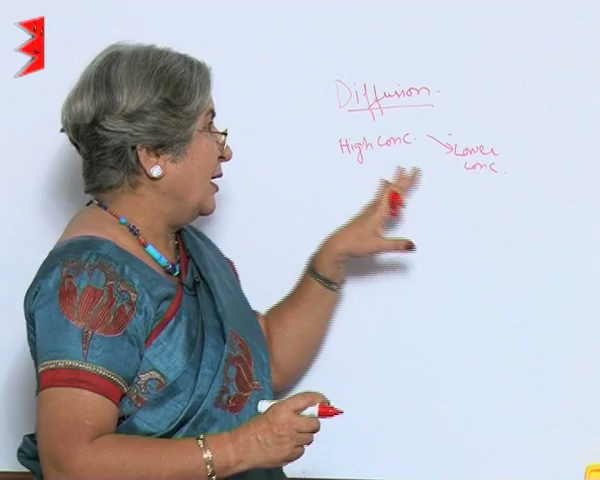 Diffusion.
High conc. → Lower
conc.